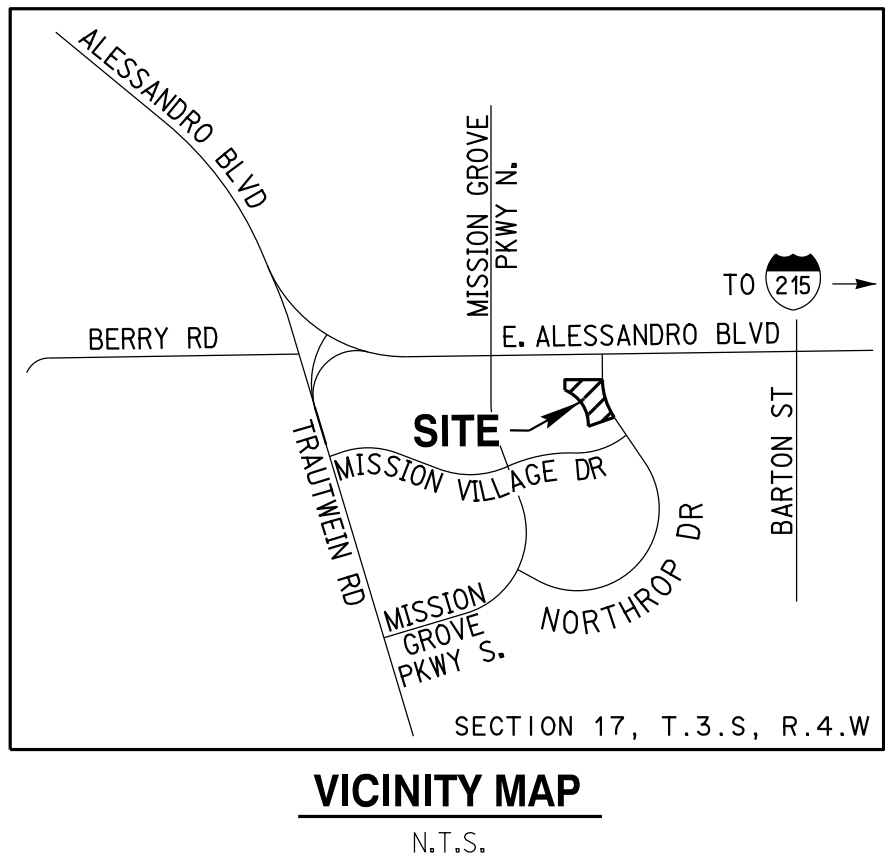 ALESSANDRO BLVD
MISSION GROVE
PKWY N.
TO 215
BERRY RD
E. ALESSANDRO BLVD
SITE
BARTON ST
TRAUTWEIN RD
MISSION VILLAGE DR
NORTHROP DR
MISSION
GROVE
PKWY S.
SECTION 17, T.3.S, R.4.W
VICINITY MAP
N.T.S.